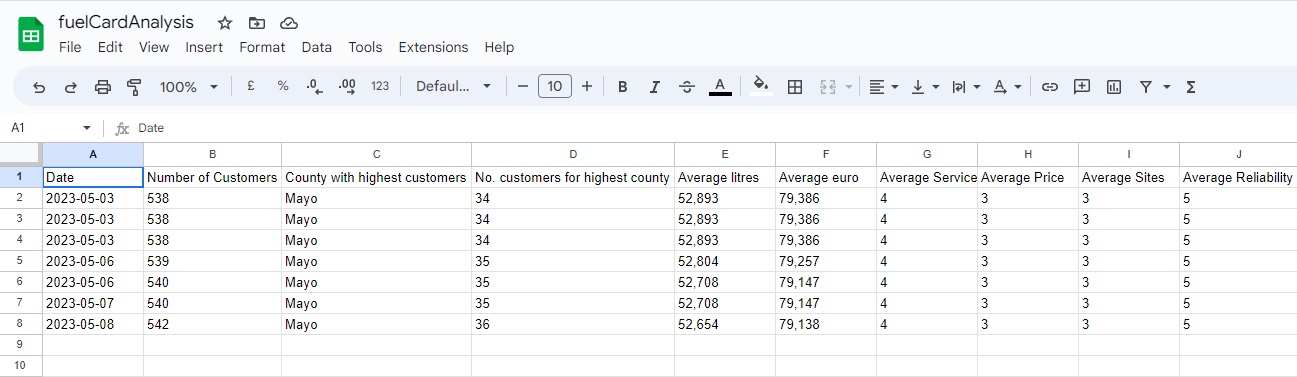 fuelCardAnalysis
File Edit View Insert Format Data Tools Extensions Help
100% £ % .0 .00 123 Defaul... − 10 + B I A
A1 fx Date
A B C D E F G H I J
1 Date Number of Customers County with highest customers No. customers for highest county Average litres Average euro Average Service Average Price Average Sites Average Reliability
2 2023-05-03 538 Mayo 34 52,893 79,386 4 3 3 5
3 2023-05-03 538 Mayo 34 52,893 79,386 4 3 3 5
4 2023-05-03 538 Mayo 34 52,893 79,386 4 3 3 5
5 2023-05-06 539 Mayo 35 52,804 79,257 4 3 3 5
6 2023-05-06 540 Mayo 35 52,708 79,147 4 3 3 5
7 2023-05-07 540 Mayo 35 52,708 79,147 4 3 3 5
8 2023-05-08 542 Mayo 36 52,654 79,138 4 3 3 5
9
10